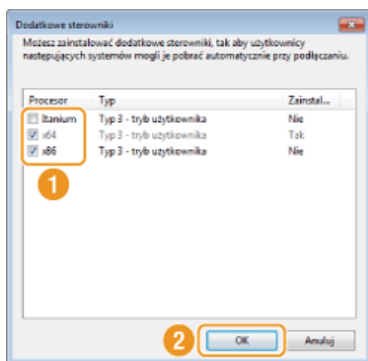 Dodatkowe sterowniki
Możesz zainstalować dodatkowe sterowniki, tak aby użytkownicy
następujących systemów mogli je pobrać automatycznie przy podłączaniu.
Procesor Typ Zainstal...
Itanium Typ 3 - tryb użytkownika Nie
x64 Typ 3 - tryb użytkownika Tak
x86 Typ 3 - tryb użytkownika Nie
1
2 OK Anuluj